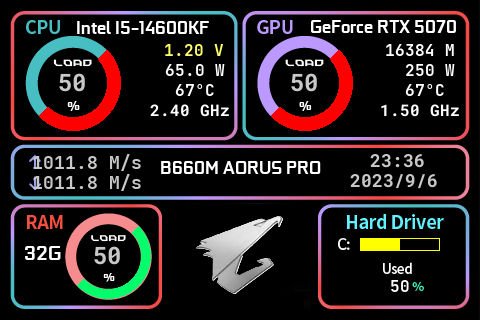 CPU Intel I5-14600KF
LOAD
50
%
1.20 V
65.0 W
67°C
2.40 GHz
GPU GeForce RTX 5070
LOAD
50
%
16384 M
250 W
67°C
1.50 GHz
↑1011.8 M/s
↓1011.8 M/s
B660M AORUS PRO
23:36
2023/9/6
RAM
32G
LOAD
50
%
Hard Driver
C:
Used
50 %